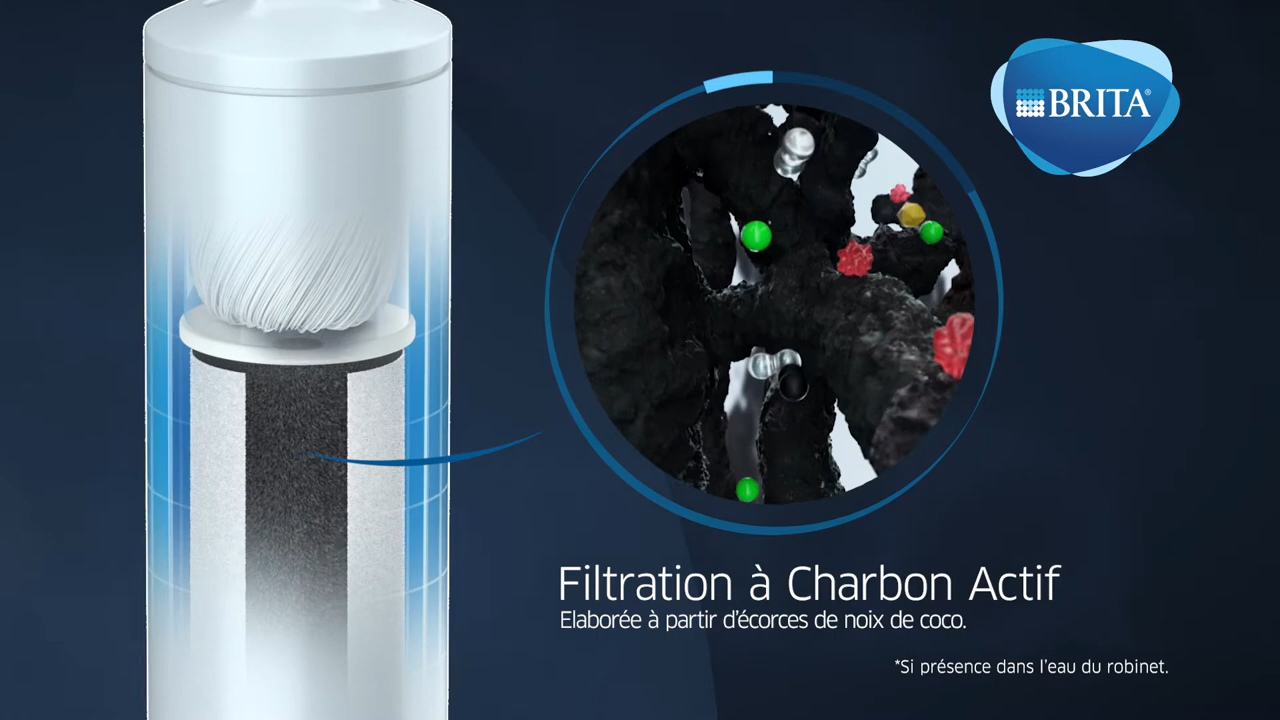 BRITA®
Filtration à Charbon Actif
Elaborée à partir d'écorces de noix de coco.
*Si présence dans l'eau du robinet.